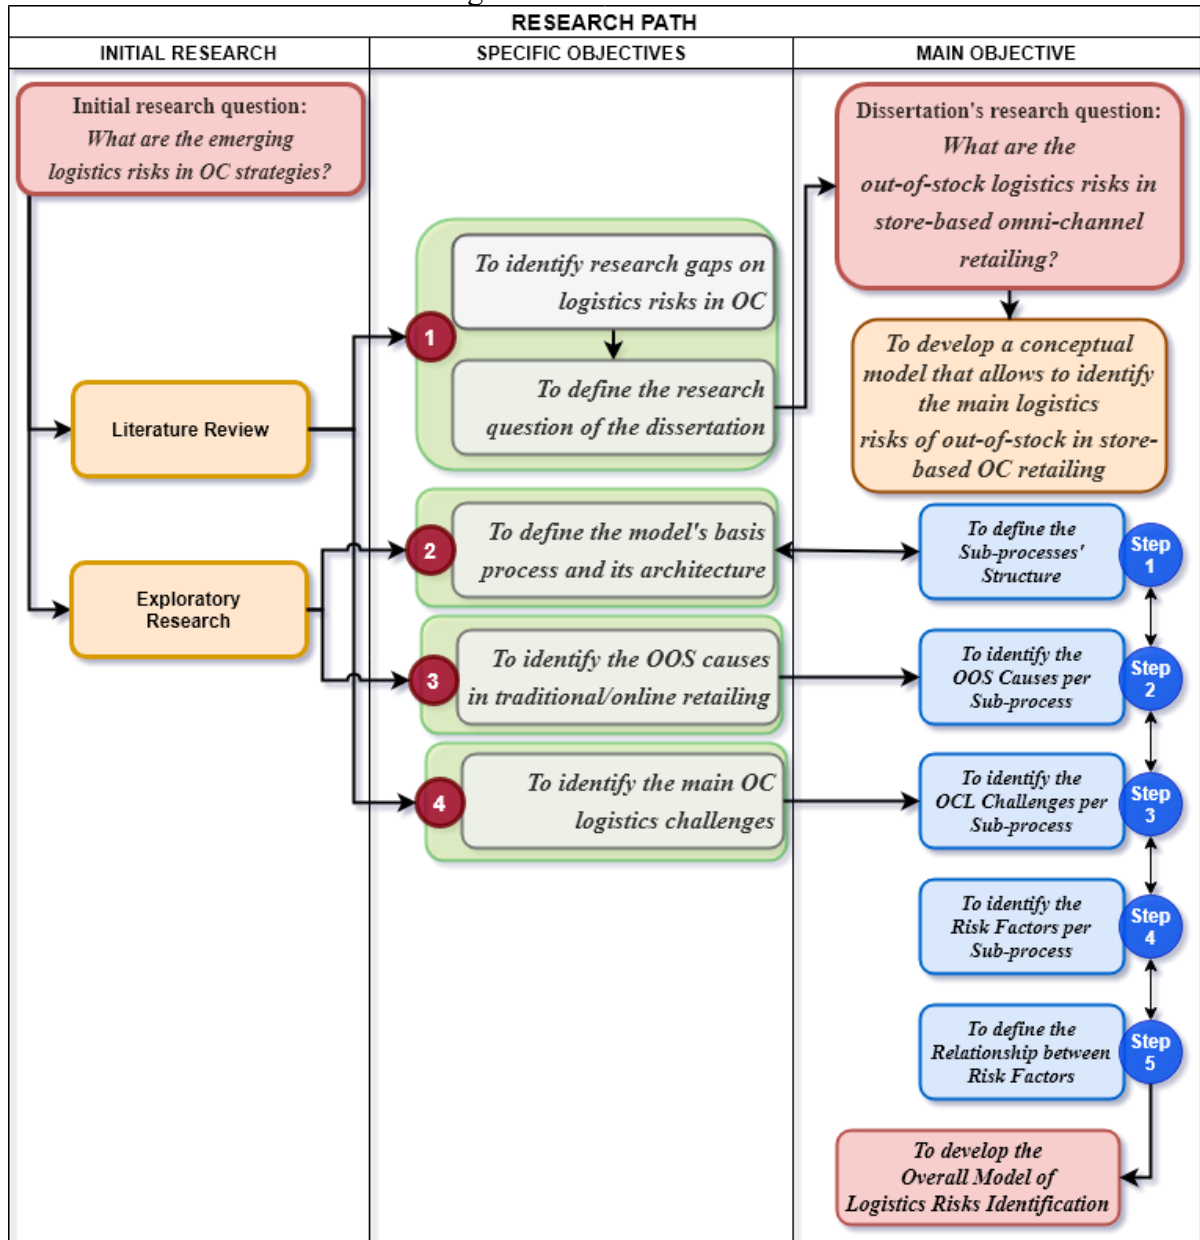 RESEARCH PATH
INITIAL RESEARCH
SPECIFIC OBJECTIVES
MAIN OBJECTIVE
Initial research question:
What are the emerging
logistics risks in OC strategies?
Literature Review
Exploratory
Research
1
To identify research gaps on
logistics risks in OC
To define the research
question of the dissertation
2
To define the model's basis
process and its architecture
3
To identify the OOS causes
in traditional/online retailing
4
To identify the main OC
logistics challenges
Dissertation's research question:
What are the
out-of-stock logistics risks in
store-based omni-channel
retailing?
To develop a conceptual
model that allows to identify
the main logistics
risks of out-of-stock in store-
based OC retailing
To define the
Sub-processes'
Structure
Step
1
To identify the
OOS Causes per
Sub-process
Step
2
To identify the
OCL Challenges per
Sub-process
Step
3
To identify the
Risk Factors per
Sub-process
Step
4
To define the
Relationship between
Risk Factors
Step
5
To develop the
Overall Model of
Logistics Risks Identification